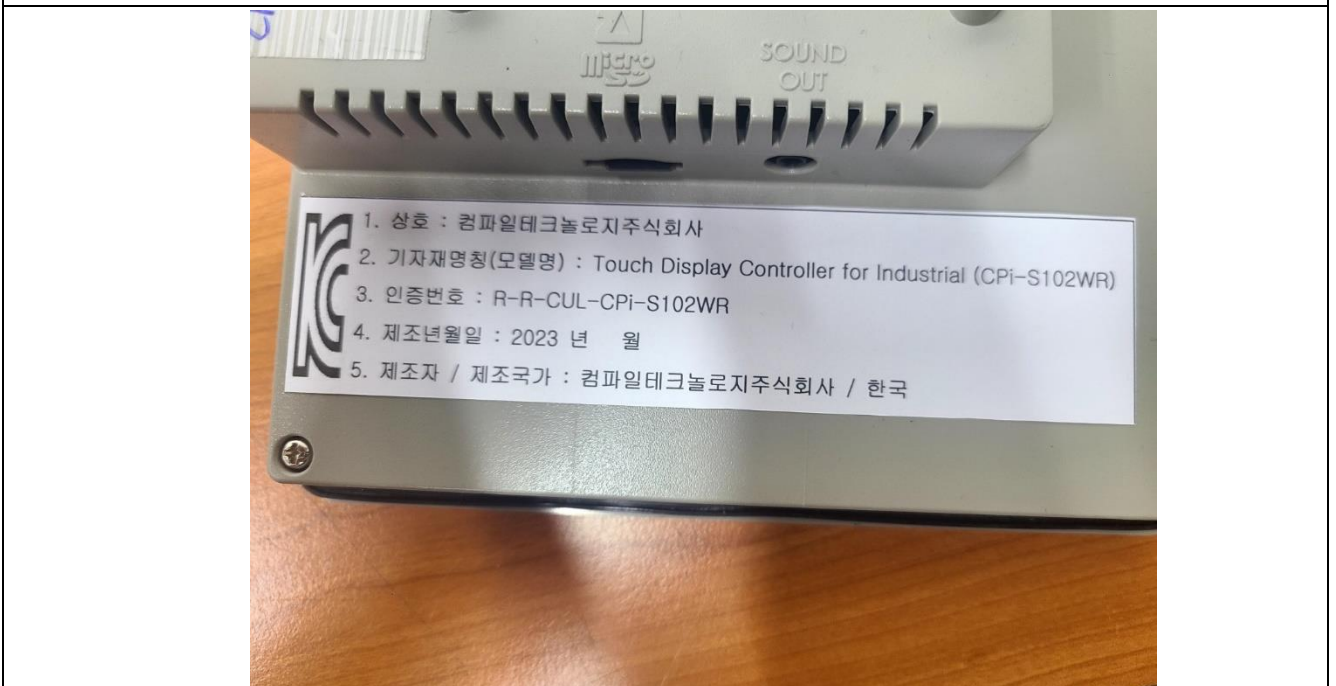 micro
SD
SOUND
OUT
1. 상호 : 컴파일테크놀로지주식회사
2. 기자재명칭(모델명) : Touch Display Controller for Industrial (CPi-S102WR)
3. 인증번호 : R-R-CUL-CPi-S102WR
4. 제조년월일 : 2023 년 월
5. 제조자 / 제조국가 : 컴파일테크놀로지주식회사 / 한국